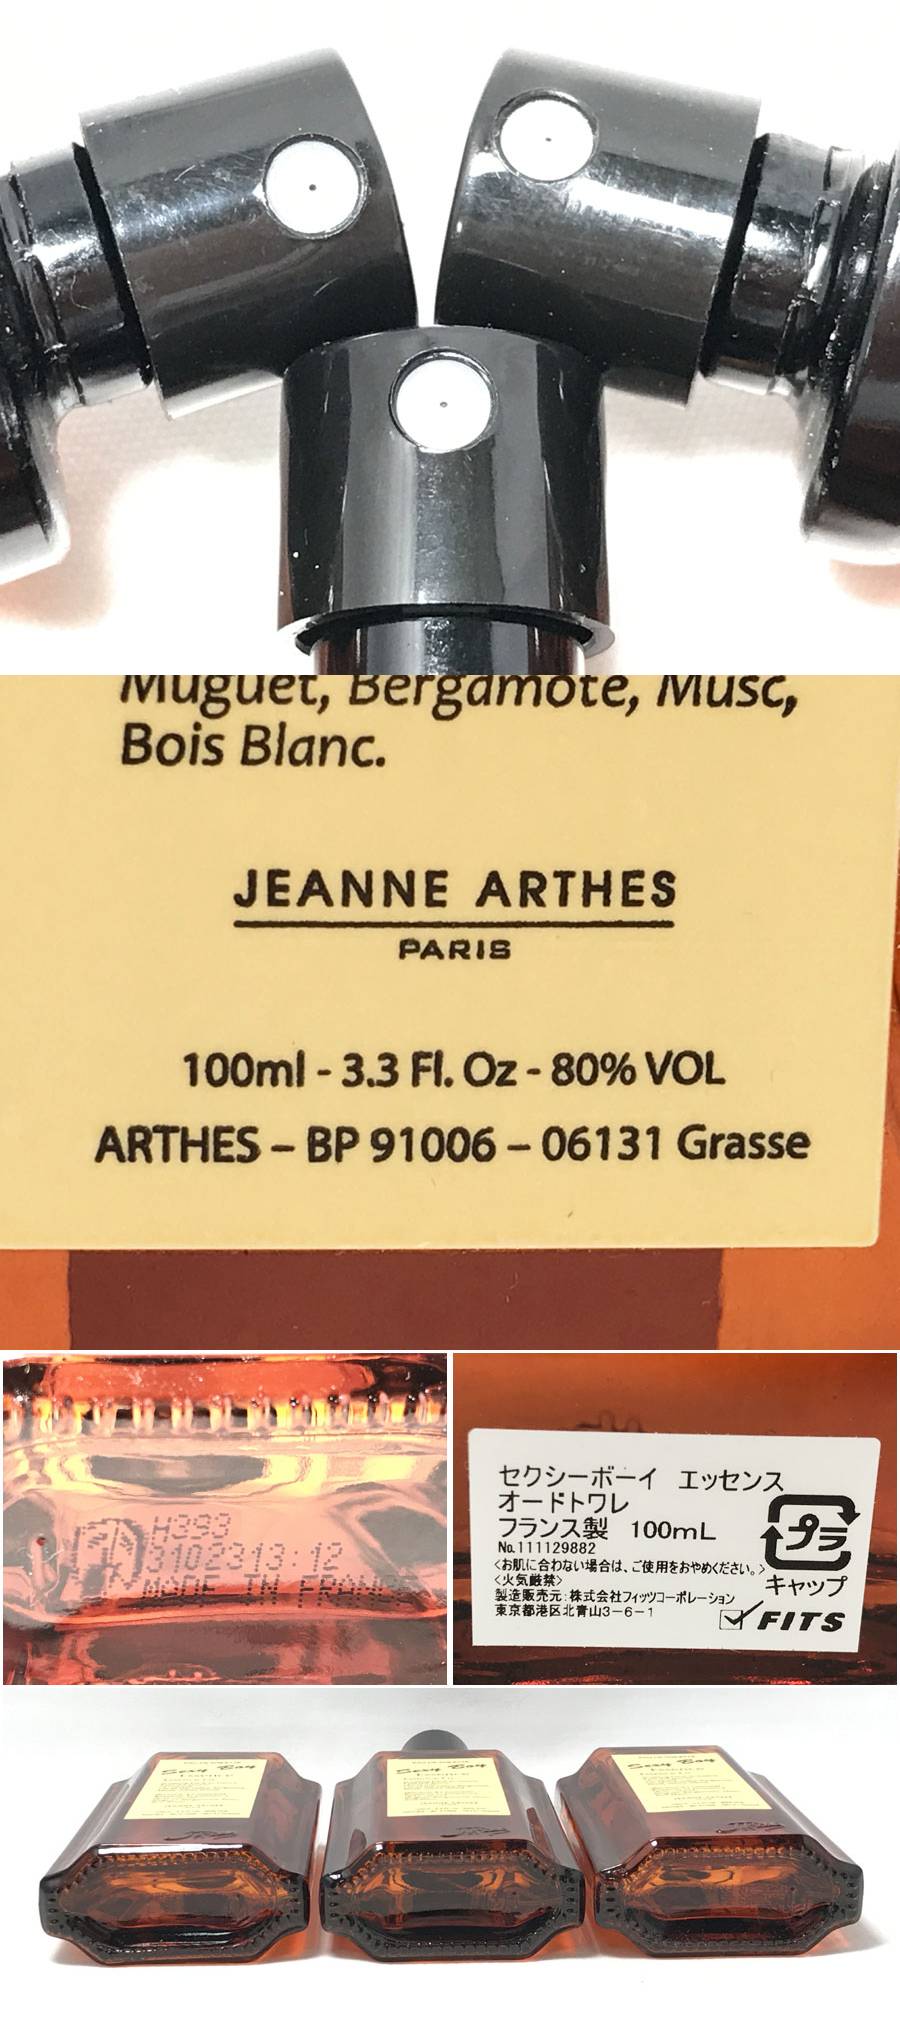 Muguet, Bergamote, Musc,
Bois Blanc.
JEANNE ARTHES
PARIS
100ml - 3.3 Fl. Oz - 80% VOL
ARTHES – BP 91006 – 06131 Grasse
H393
31023 13:12
MADE IN FRANCE
セクシーボーイ エッセンス
オードトワレ
フランス製 100mL
No.111129882
<お肌に合わない場合は、ご使用をおやめください。>
<火気厳禁>
製造販売元:株式会社フィッツコーポレーション
東京都港区北青山3-6-1
プラ
キャップ
FITS
Sexy Boy
Sexy Boy
Sexy Boy